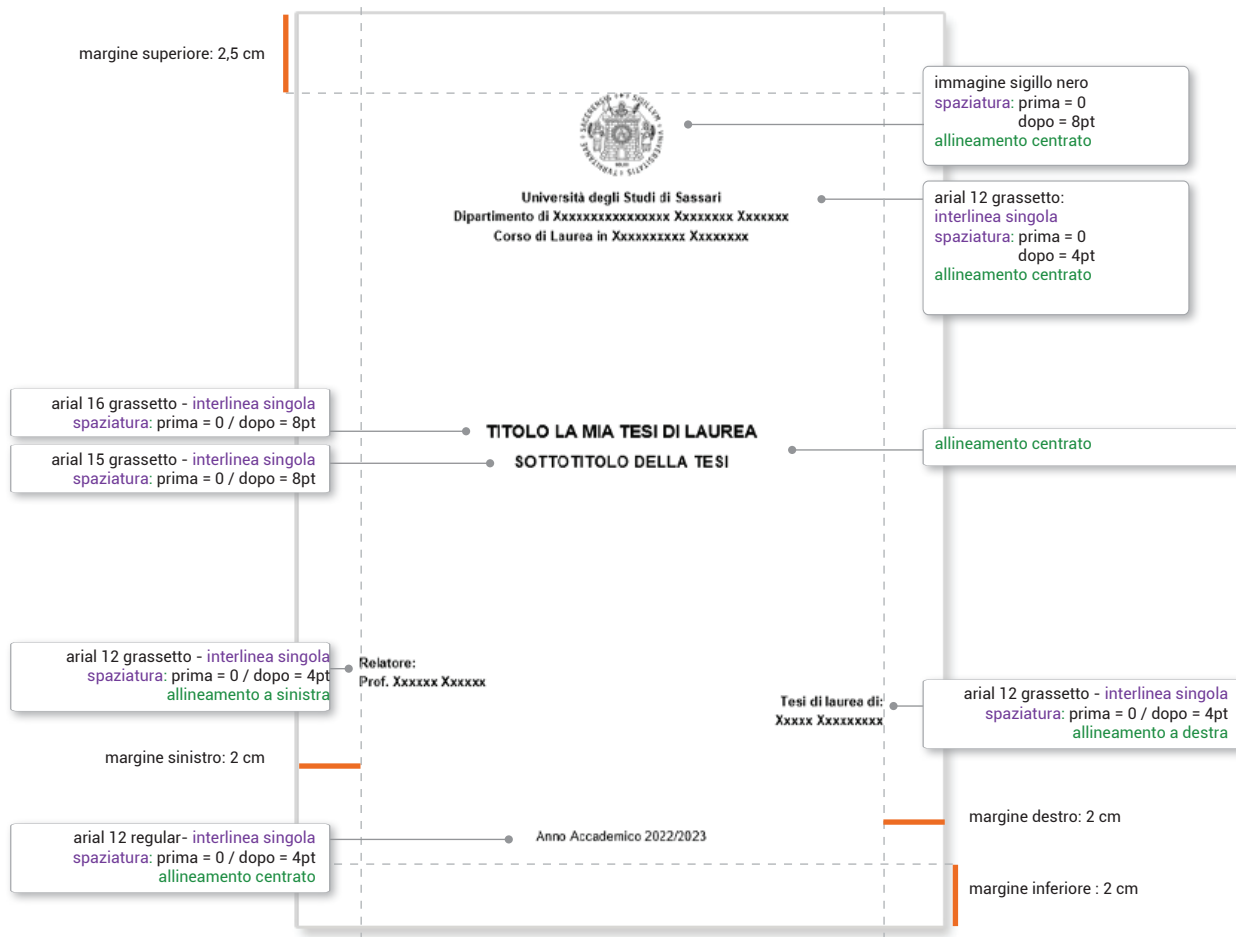 margine superiore: 2,5 cm
immagine sigillo nero
spaziatura: prima = 0
dopo = 8pt
allineamento centrato
Università degli Studi di Sassari
Dipartimento di Xxxxxxxxxxxxxxxx Xxxxxxxx Xxxxxxx
Corso di Laurea in Xxxxxxxxxx Xxxxxxxx
arial 12 grassetto:
interlinea singola
spaziatura: prima = 0
dopo = 4pt
allineamento centrato
arial 16 grassetto - interlinea singola
spaziatura: prima = 0 / dopo = 8pt
TITOLO LA MIA TESI DI LAUREA
allineamento centrato
arial 15 grassetto - interlinea singola
spaziatura: prima = 0 / dopo = 8pt
SOTTOTITOLO DELLA TESI
arial 12 grassetto - interlinea singola
spaziatura: prima = 0 / dopo = 4pt
allineamento a sinistra
Relatore:
Prof. Xxxxxx Xxxxxx
Tesi di laurea di:
Xxxxx Xxxxxxxxx
arial 12 grassetto - interlinea singola
spaziatura: prima = 0 / dopo = 4pt
allineamento a destra
margine sinistro: 2 cm
margine destro: 2 cm
arial 12 regular- interlinea singola
spaziatura: prima = 0 / dopo = 4pt
allineamento centrato
Anno Accademico 2022/2023
margine inferiore : 2 cm